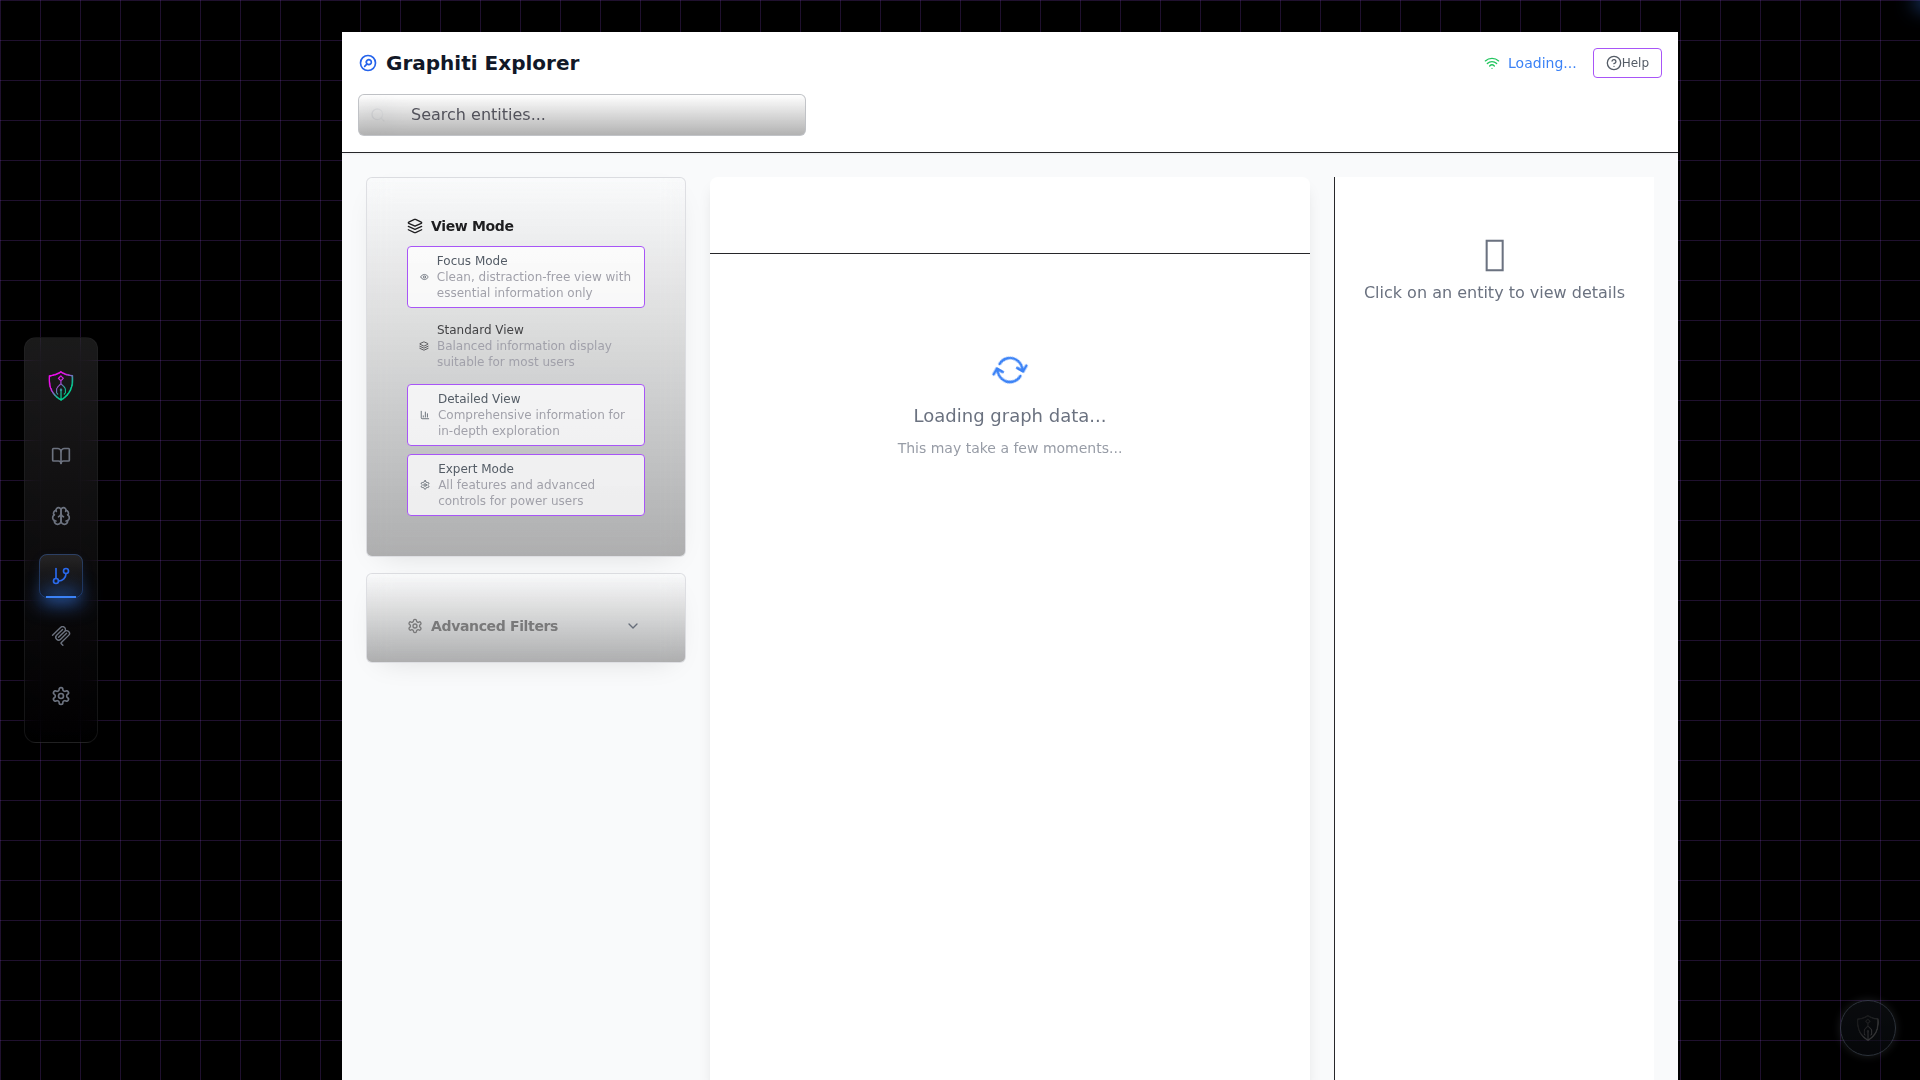 Graphiti Explorer
Loading...
Help
Search entities...
View Mode
Focus Mode
Clean, distraction-free view with
essential information only
Standard View
Balanced information display
suitable for most users
Detailed View
Comprehensive information for
in-depth exploration
Expert Mode
All features and advanced
controls for power users
Advanced Filters
Loading graph data...
This may take a few moments...
Click on an entity to view details